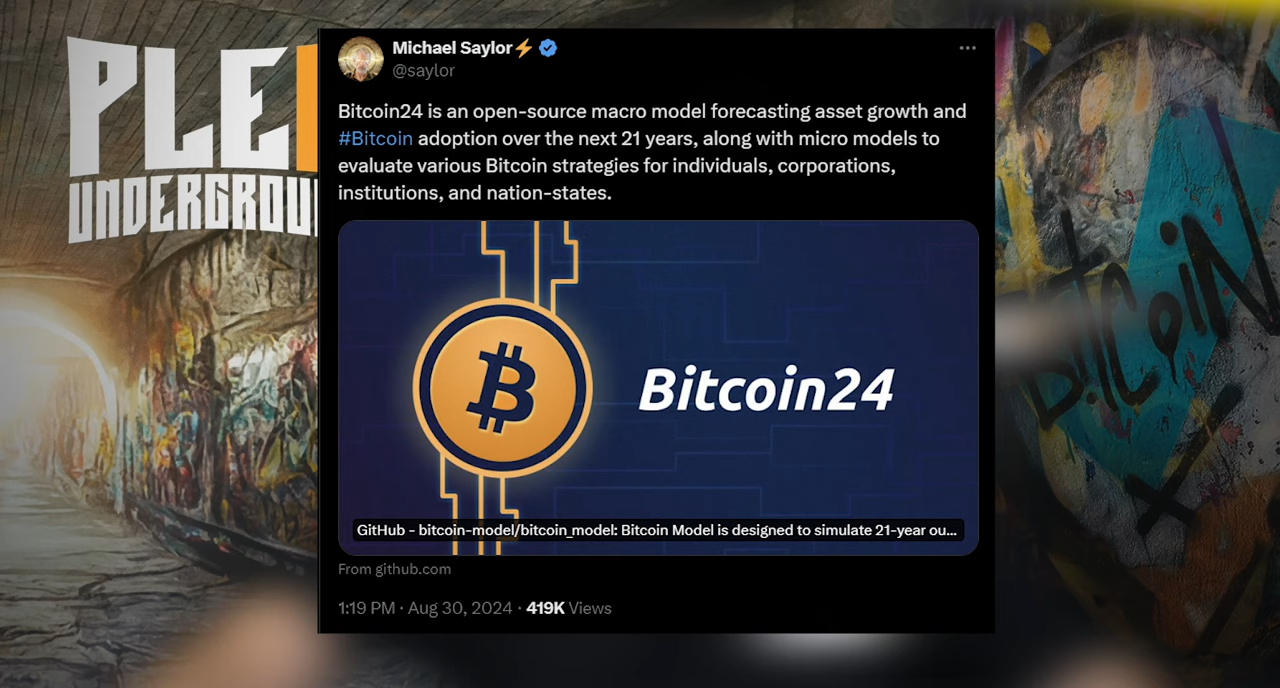 PLE
UNDERGROU
Michael Saylor⚡
@saylor
Bitcoin24 is an open-source macro model forecasting asset growth and
#Bitcoin adoption over the next 21 years, along with micro models to
evaluate various Bitcoin strategies for individuals, corporations,
institutions, and nation-states.
Bitcoin24
GitHub - bitcoin-model/bitcoin_model: Bitcoin Model is designed to simulate 21-year ou...
From github.com
1:19 PM · Aug 30, 2024 · 419K Views
BitCoiN